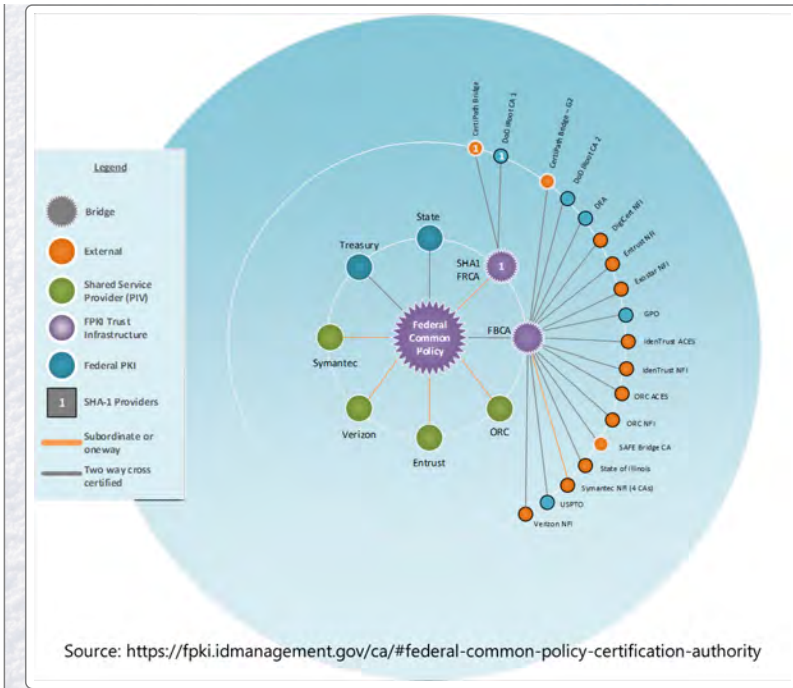 Legend
Bridge
External
Shared Service
Provider (PIV)
FPKI Trust
Infrastructure
Federal PKI
1
SHA-1 Providers
Subordinate or
oneway
Two way cross
certified
State
Treasury
SHA1
FRCA
1
Federal
Common
Policy
FBCA
Symantec
Verizon
Entrust
ORC
CertiPath Bridge
1
DoD iRoot CA 1
1
CertiPath Bridge – G2
DoD iRoot CA 2
DEA
DigiCert NFI
Entrust NFI
Exostar NFI
GPO
IdenTrust ACES
IdenTrust NFI
ORC ACES
ORC NFI
SAFE Bridge CA
State of Illinois
Symantec NFI (4 CAs)
USPTO
Verizon NFI
Source: https://fpki.idmanagement.gov/ca/#federal-common-policy-certification-authority